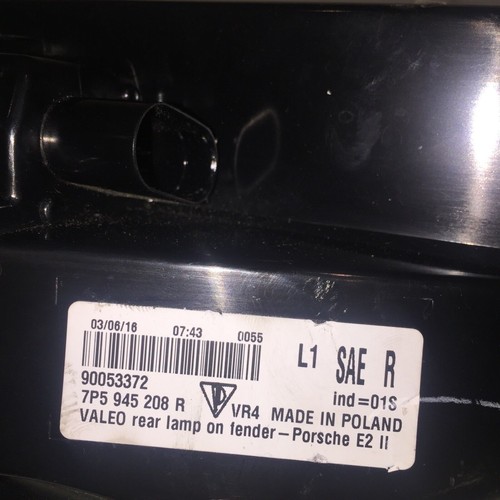 03/06/16 07:43 0055
L1 SAE R
90053372
ind=01S
7P5 945 208 R VR4 MADE IN POLAND
VALEO rear lamp on fender-Porsche E2 II